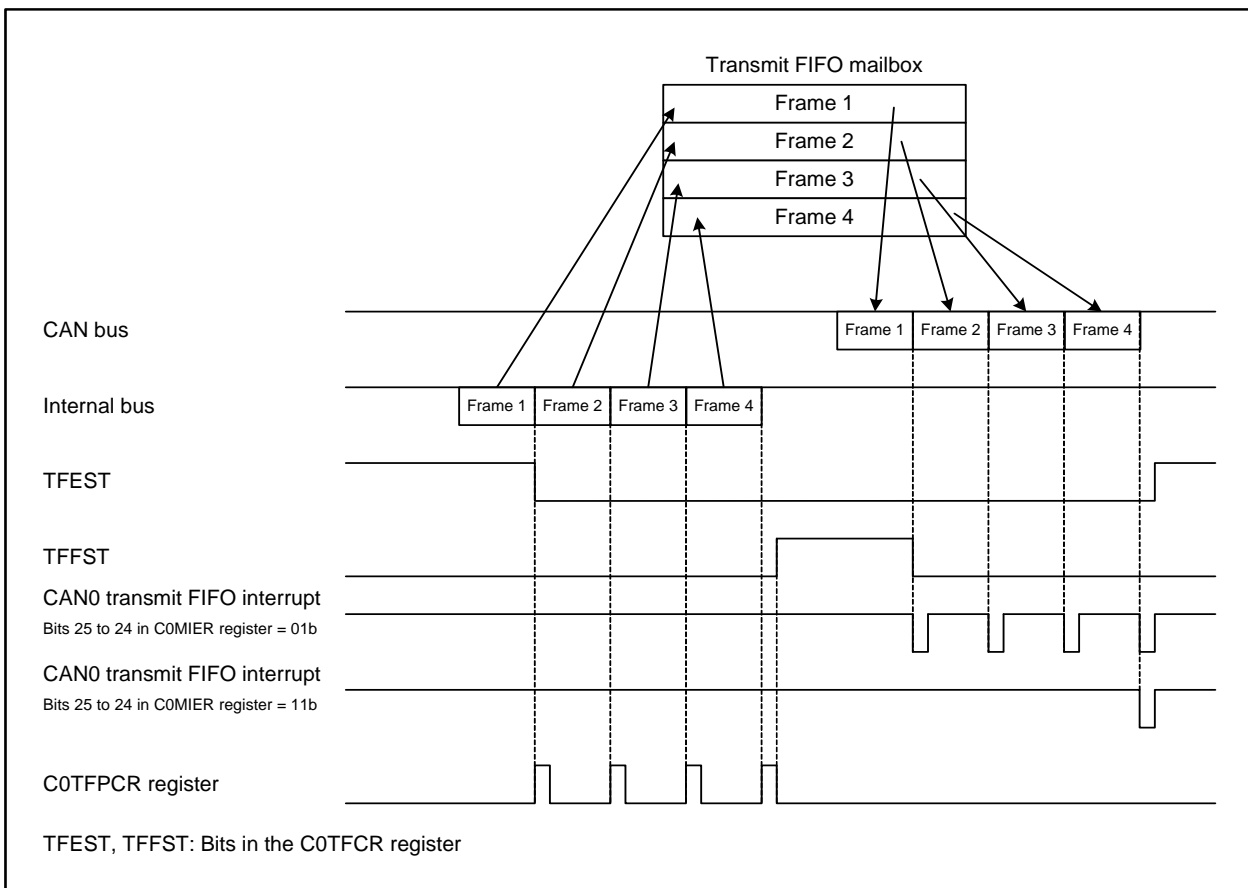 Transmit FIFO mailbox
Frame 1
Frame 2
Frame 3
Frame 4
CAN bus
Frame 1 Frame 2 Frame 3 Frame 4
Internal bus
Frame 1 Frame 2 Frame 3 Frame 4
TFEST
TFFST
CAN0 transmit FIFO interrupt
Bits 25 to 24 in C0MIER register = 01b
CAN0 transmit FIFO interrupt
Bits 25 to 24 in C0MIER register = 11b
C0TFPCR register
TFEST, TFFST: Bits in the C0TFCR register